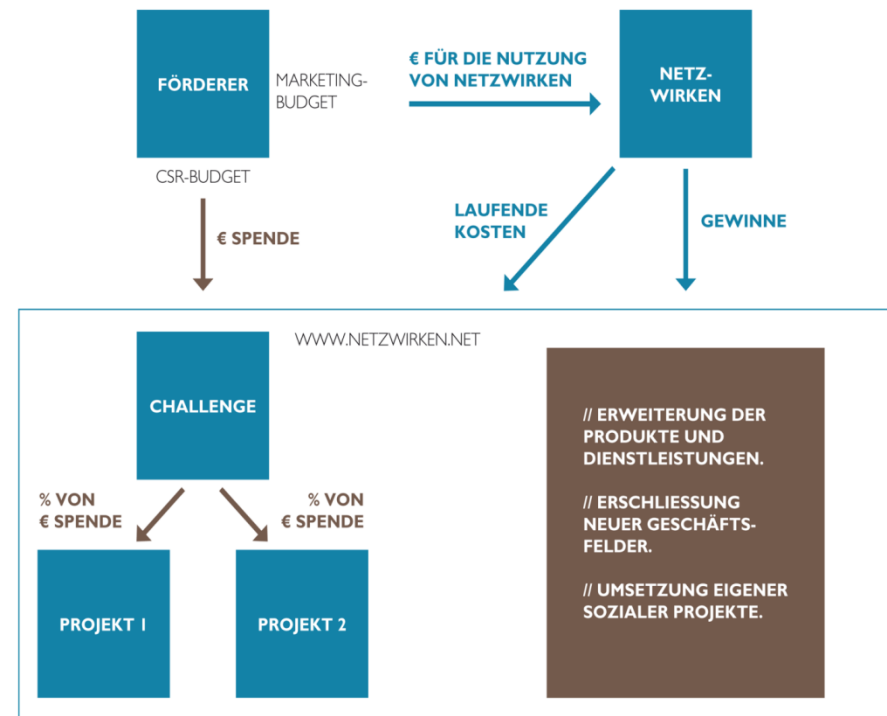 FÖRDERER
MARKETING-
BUDGET
€ FÜR DIE NUTZUNG
VON NETZWIRKEN
NETZ-
WIRKEN
CSR-BUDGET
€ SPENDE
LAUFENDE
KOSTEN
GEWINNE
WWW.NETZWIRKEN.NET
CHALLENGE
% VON
€ SPENDE
% VON
€ SPENDE
PROJEKT 1
PROJEKT 2
// ERWEITERUNG DER
PRODUKTE UND
DIENSTLEISTUNGEN.
// ERSCHLIESSUNG
NEUER GESCHÄFTS-
FELDER.
// UMSETZUNG EIGENER
SOZIALER PROJEKTE.